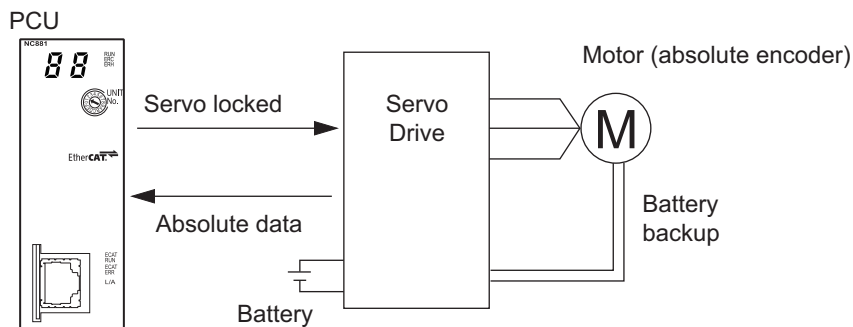 PCU
NC881
88
RUN
ERC
ERH
UNIT
No.
EtherCAT.
ECAT
RUN
ECAT
ERR
L/A
Servo locked
Absolute data
Servo
Drive
Motor (absolute encoder)
M
Battery
backup
Battery